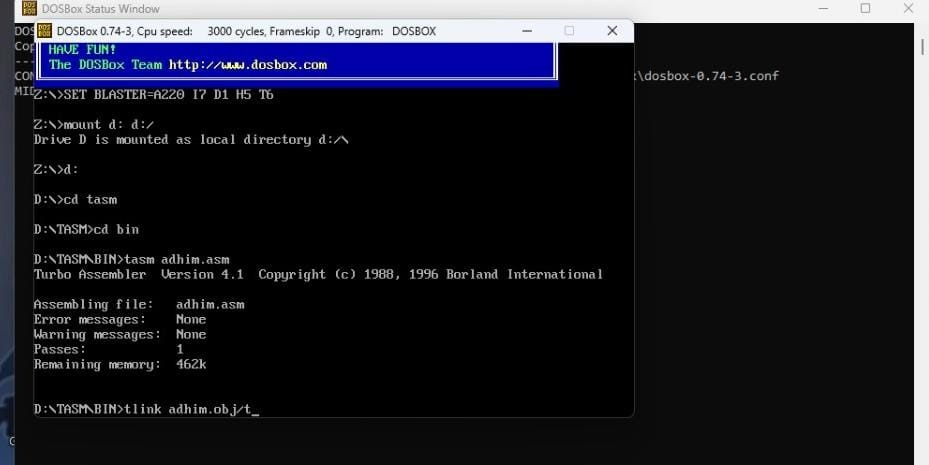 DOSBox Status Window
DOSBox 0.74-3, Cpu speed: 3000 cycles, Frameskip 0, Program: DOSBOX
DOS
Cop
---
CON
:\dosbox-0.74-3.conf
MID
HAVE FUN!
The DOSBox Team http://www.dosbox.com
Z:\>SET BLASTER=A220 I7 D1 H5 T6
Z:\>mount d: d:/
Drive D is mounted as local directory d:/\
Z:\>d:
D:\>cd tasm
D:\TASM>cd bin
D:\TASM\BIN>tasm adhim.asm
Turbo Assembler Version 4.1 Copyright (c) 1988, 1996 Borland International
Assembling file: adhim.asm
Error messages: None
Warning messages: None
Passes: 1
Remaining memory: 462k
D:\TASM\BIN>tlink adhim.obj/t_